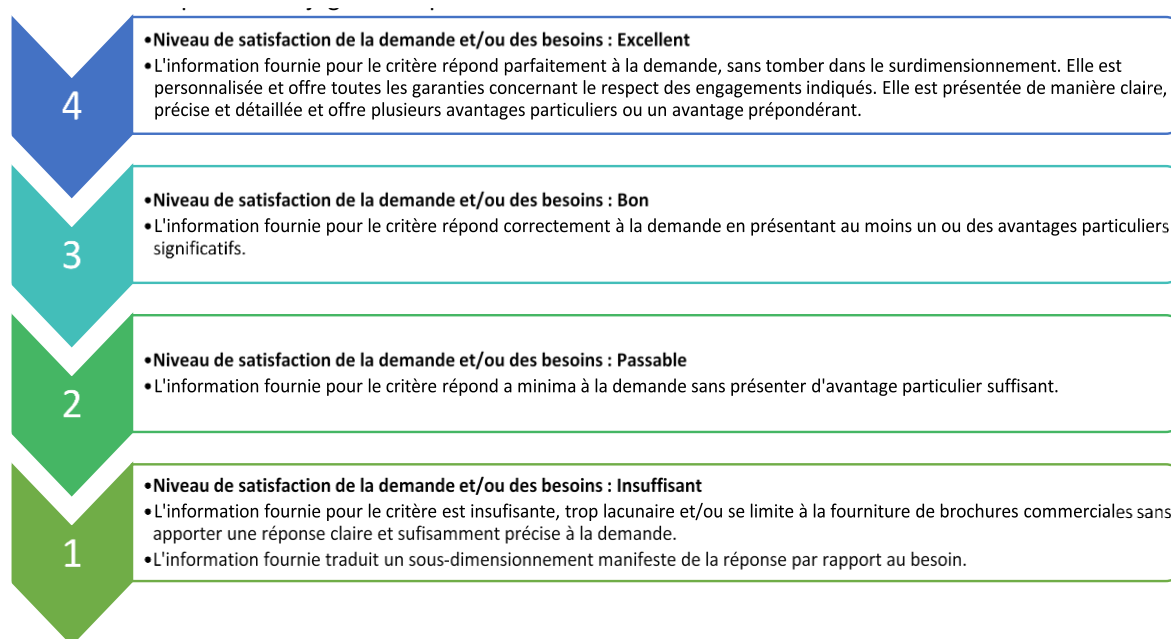 4
•Niveau de satisfaction de la demande et/ou des besoins : Excellent
•L'information fournie pour le critère répond parfaitement à la demande, sans tomber dans le surdimensionnement. Elle est
personnalisée et offre toutes les garanties concernant le respect des engagements indiqués. Elle est présentée de manière claire,
précise et détaillée et offre plusieurs avantages particuliers ou un avantage prépondérant.
3
•Niveau de satisfaction de la demande et/ou des besoins : Bon
•L'information fournie pour le critère répond correctement à la demande en présentant au moins un ou des avantages particuliers
significatifs.
2
•Niveau de satisfaction de la demande et/ou des besoins : Passable
•L'information fournie pour le critère répond a minima à la demande sans présenter d'avantage particulier suffisant.
1
•Niveau de satisfaction de la demande et/ou des besoins : Insuffisant
•L'information fournie pour le critère est insufisante, trop lacunaire et/ou se limite à la fourniture de brochures commerciales sans
apporter une réponse claire et sufisamment précise à la demande.
•L'information fournie traduit un sous-dimensionnement manifeste de la réponse par rapport au besoin.